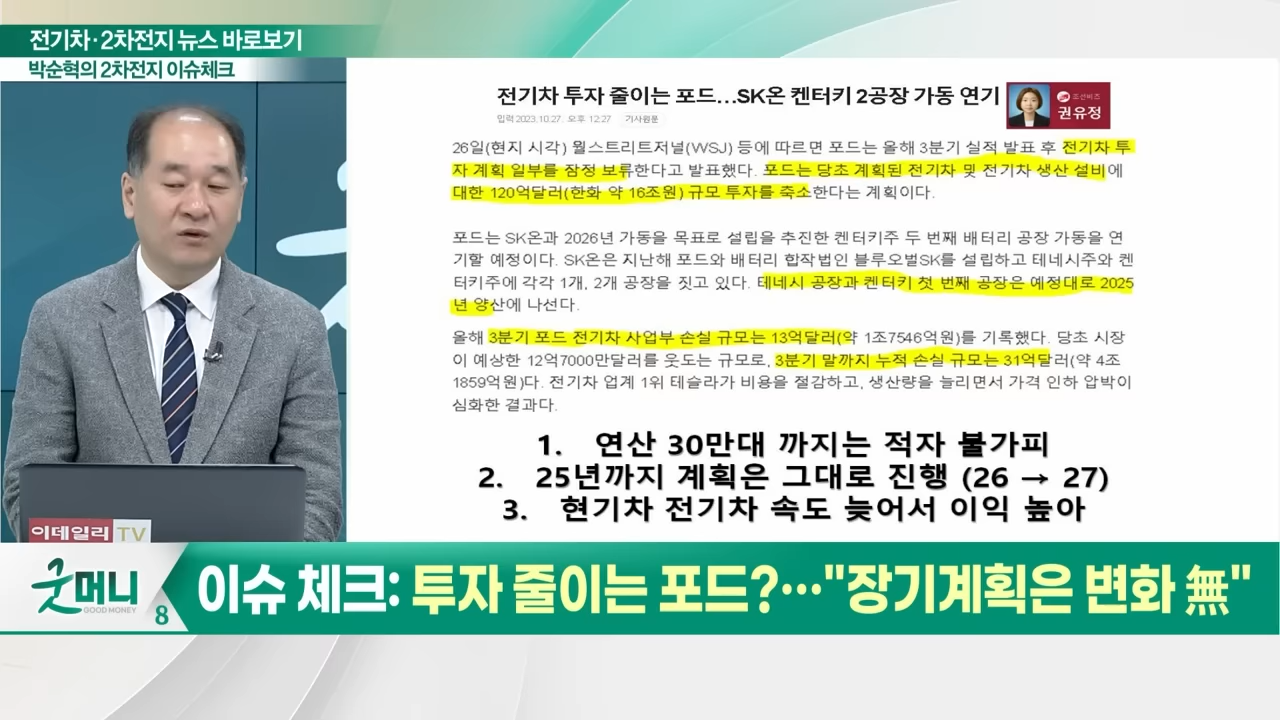 전기차·2차전지 뉴스 바로보기
박순혁의 2차전지 이슈체크
전기차 투자 줄이는 포드...SK온 켄터키 2공장 가동 연기
조선비즈
권유정
입력 2023.10.27. 오후 12:27 기사원문
26일(현지 시각) 월스트리트저널(WSJ) 등에 따르면 포드는 올해 3분기 실적 발표 후 전기차 투
자 계획 일부를 잠정 보류한다고 발표했다. 포드는 당초 계획된 전기차 및 전기차 생산 설비에
대한 120억달러(한화 약 16조원) 규모 투자를 축소한다는 계획이다.
포드는 SK온과 2026년 가동을 목표로 설립을 추진한 켄터키주 두 번째 배터리 공장 가동을 연
기할 예정이다. SK온은 지난해 포드와 배터리 합작법인 블루오벌SK를 설립하고 테네시주와 켄
터키주에 각각 1개, 2개 공장을 짓고 있다. 테네시 공장과 켄터키 첫 번째 공장은 예정대로 2025
년 양산에 나선다.
올해 3분기 포드 전기차 사업부 손실 규모는 13억달러(약 1조7546억원)를 기록했다. 당초 시장
이 예상한 12억7000만달러를 웃도는 규모로, 3분기 말까지 누적 손실 규모는 31억달러(약 4조
1859억원)다. 전기차 업계 1위 테슬라가 비용을 절감하고, 생산량을 늘리면서 가격 인하 압박이
심화한 결과다.
1. 연산 30만대 까지는 적자 불가피
2. 25년까지 계획은 그대로 진행 (26 → 27)
3. 현기차 전기차 속도 늦어서 이익 높아
이데일리 TV
굿머니
GOOD MONEY
8
이슈 체크: 투자 줄이는 포드?…"장기계획은 변화 無"